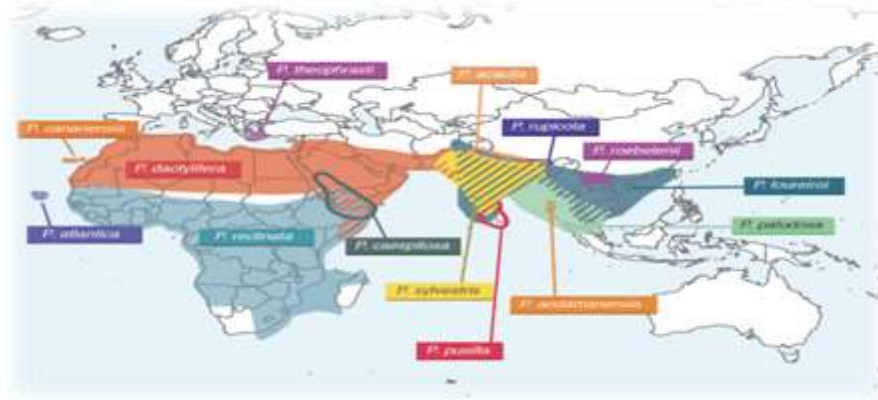 P. theophrasti
P. acaulis
P. canariensis
P. rupicola
P. roebelenii
P. dactylifera
P. loureiroi
P. atlantica
P. reclinata
P. caespitosa
P. paludosa
P. sylvestris
P. andamanensis
P. pusilla